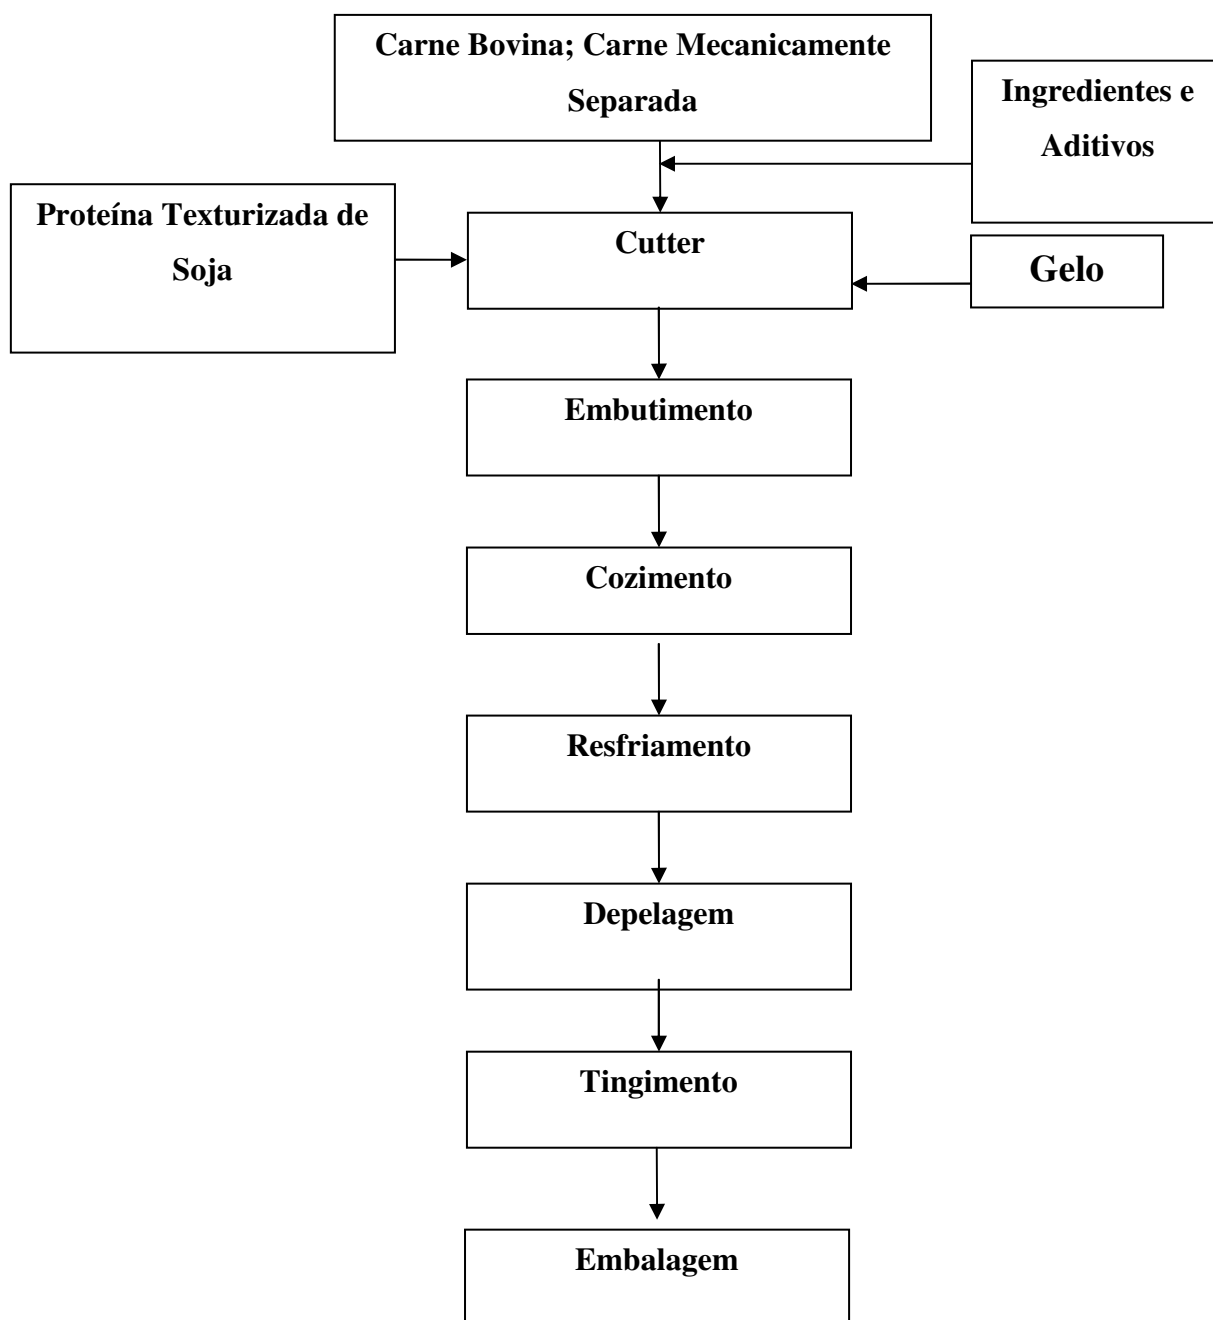 Carne Bovina; Carne Mecanicamente
Separada
Ingredientes e
Aditivos
Proteína Texturizada de
Soja
Cutter
Gelo
Embutimento
Cozimento
Resfriamento
Depelagem
Tingimento
Embalagem